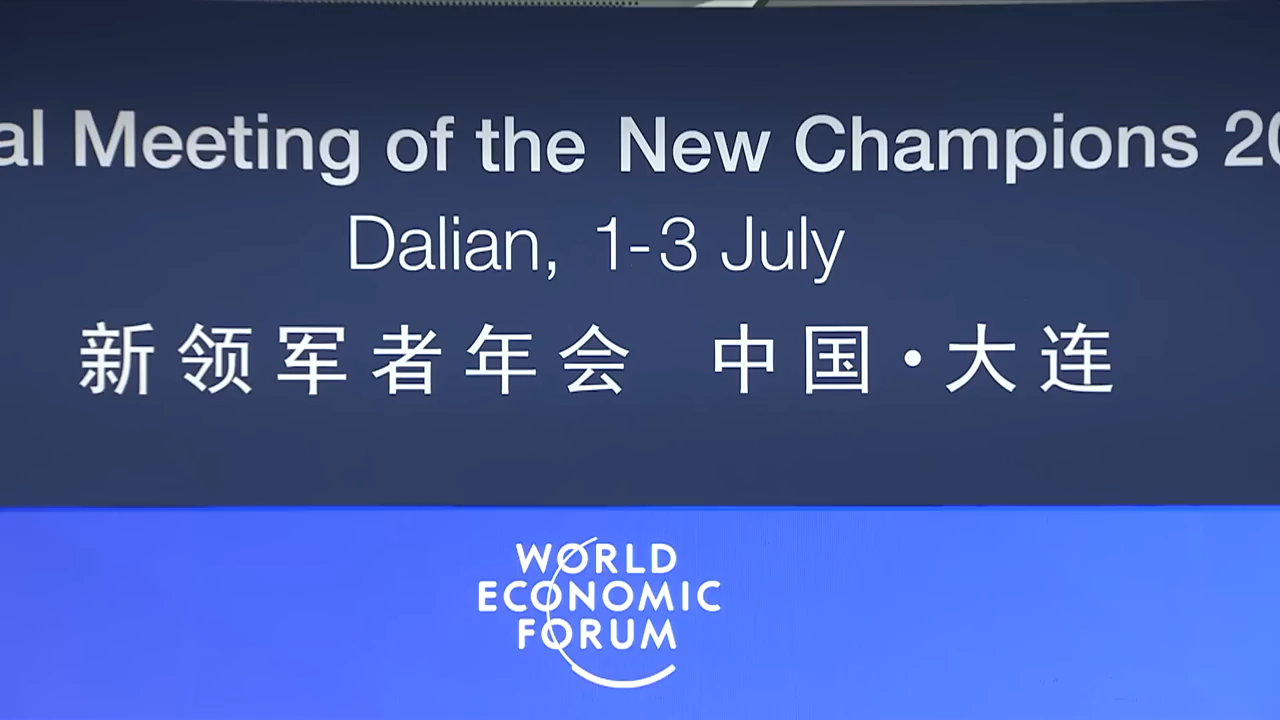 al Meeting of the New Champions 20
Dalian, 1-3 July
新领军者年会 中国·大连
WORLD
ECONOMIC
FORUM